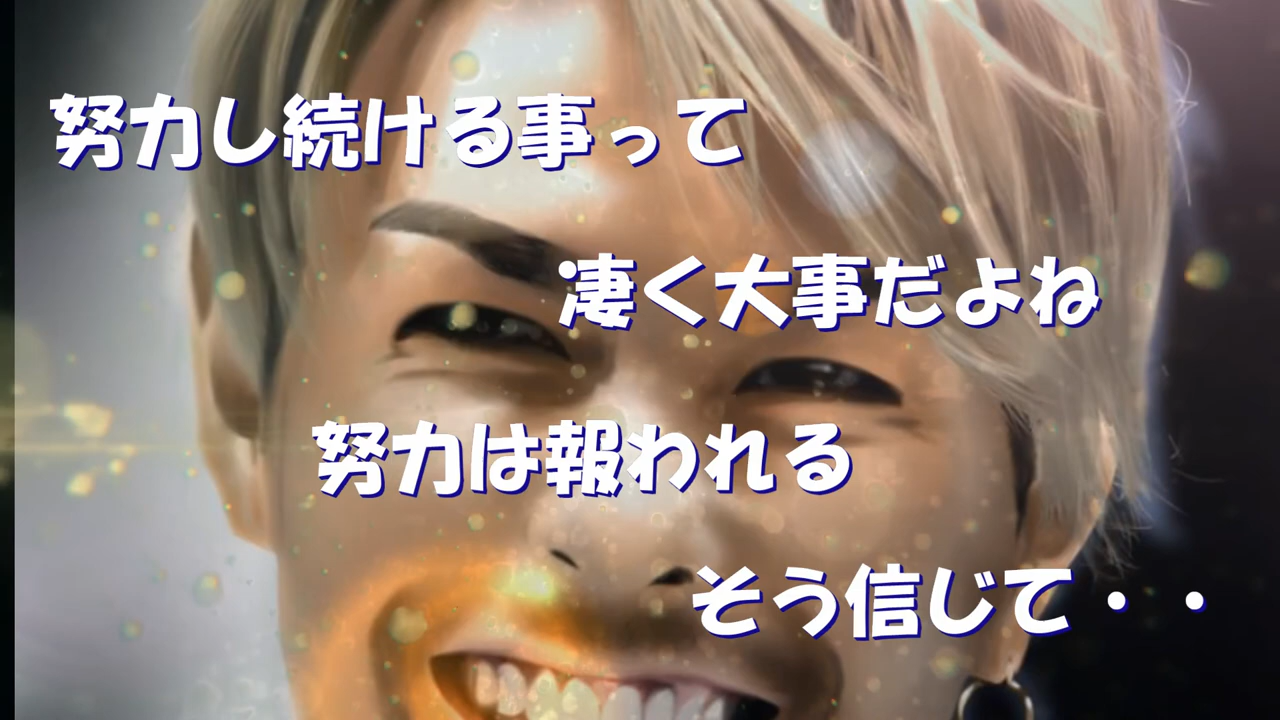 努力し続ける事って
凄く大事だよね
努力は報われる
そう信じて・・